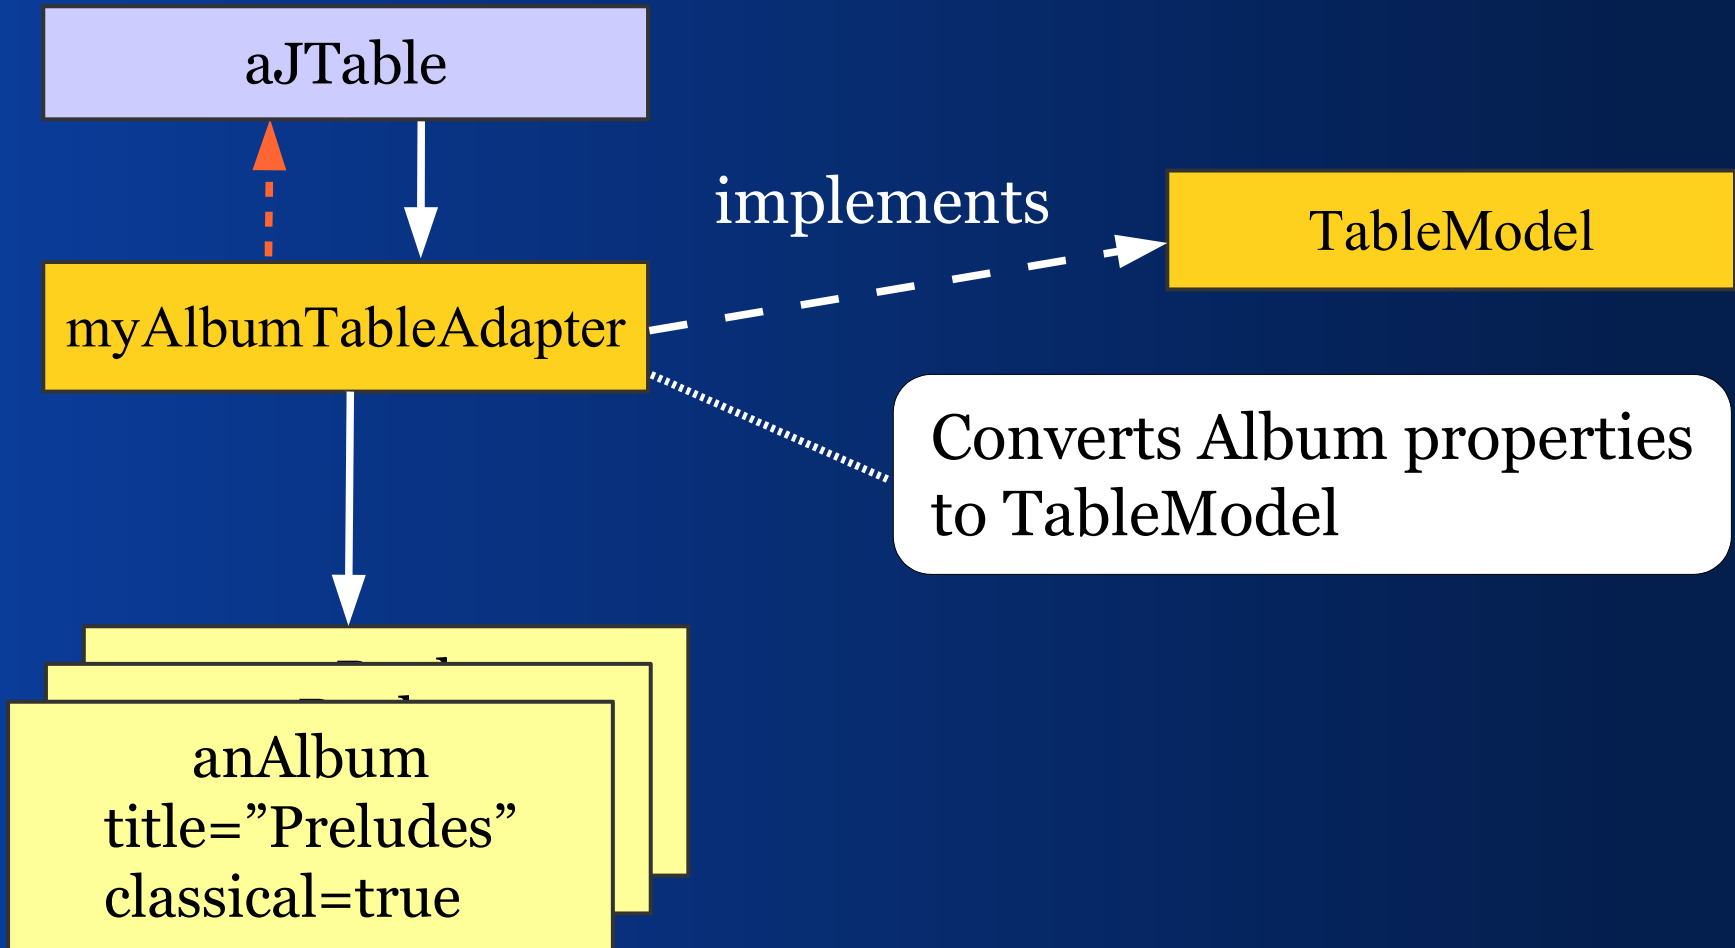 aJTable
implements
TableModel
myAlbumTableAdapter
Converts Album properties
to TableModel
anAlbum
title=”Preludes”
classical=true